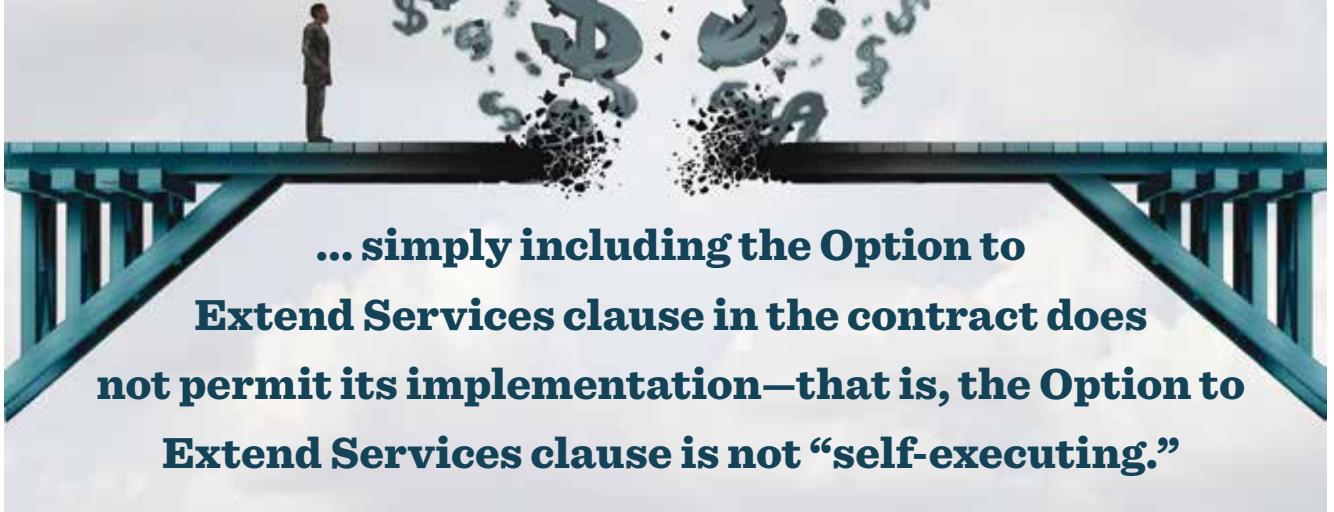 ... simply including the Option to
Extend Services clause in the contract does
not permit its implementation—that is, the Option to
Extend Services clause is not “self-executing.”